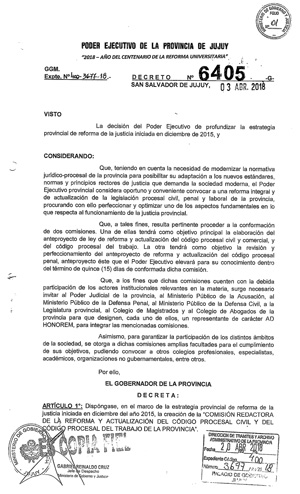 FOLIO
01
PODER EJECUTIVO DE LA PROVINCIA DE JUJUY
"2018 – AÑO DEL CENTENARIO DE LA REFORMA UNIVERSITARIA"
GGM.
DECRETO Nº 6405 -G-
SAN SALVADOR DE JUJUY, 03 ABR. 2018
VISTO
La decisión del Poder Ejecutivo de profundizar la estrategia
provincial de reforma de la justicia iniciada en diciembre de 2015, y
CONSIDERANDO:
Que, teniendo en cuenta la necesidad de modernizar la normativa
jurídico-procesal de la provincia para posibilitar su adaptación a los nuevos estándares,
normas y principios rectores de justicia que demanda la sociedad moderna, el Poder
Ejecutivo provincial considera oportuno y conveniente convocar a una reforma integral
y de actualización de la legislación procesal civil, penal y laboral de la provincia,
procurando con ello perfeccionar y optimizar uno de los aspectos fundamentales en lo
que respecta al funcionamiento de la justicia provincial.
Que, a tales fines, resulta pertinente proceder a la conformación
de dos comisiones. Una de ellas tendrá como objetivo principal la elaboración del
anteproyecto de ley de reforma y actualización del código procesal civil y comercial, y
del código procesal del trabajo. La otra tendrá como objetivo la revisión y
perfeccionamiento del anteproyecto de reforma y actualización del código procesal
penal, anteproyecto éste que el Poder Ejecutivo elevará para su conocimiento dentro
del término de quince (15) días de conformada dicha comisión.
Que, a los fines que dichas comisiones cuenten con la debida
participación de los actores institucionales relevantes en la materia, surge necesario
invitar al Poder Judicial de la provincia, al Ministerio Público de la Acusación, al
Ministerio Público de la Defensa Penal, al Ministerio Público de la Defensa Civil, a la
Legislatura provincial, al Colegio de Magistrados y al Colegio de Abogados de la
provincia para que designen, cada uno de ellos, un representante de carácter AD
HONOREM, para integrar las mencionadas comisiones.
Asimismo, para garantizar la participación de los distintos ámbitos
de la sociedad, se otorga a dichas comisiones amplias facultades para el cumplimiento
de sus objetivos, pudiendo convocar a otros colegios profesionales, especialistas,
académicos, organizaciones no gubernamentales, entre otros.
Por ello,
EL GOBERNADOR DE LA PROVINCIA
DECRETA:
ARTÍCULO 1°: Dispóngase, en el marco de la estrategia provincial de reforma de la
justicia iniciada en diciembre del año 2015, la creación de la "COMISIÓN REDACTORA
DE LA REFORMA Y ACTUALIZACIÓN DEL CÓDIGO PROCESAL CIVIL Y DEL
CÓDIGO PROCESAL DEL TRABAJO DE LA PROVINCIA".
COPIA FIEL
GABRIEL REINALDO CRUZ
Jefe de Despacho
Ministerio de Gobierno y Justicia
DIRECCIÓN DE TRÁMITES Y ARCHIVO
ADMINISTRATIVO DE LA PROVINCIA
20 ABR 2018
700
PALACIO DE GOBIERNO